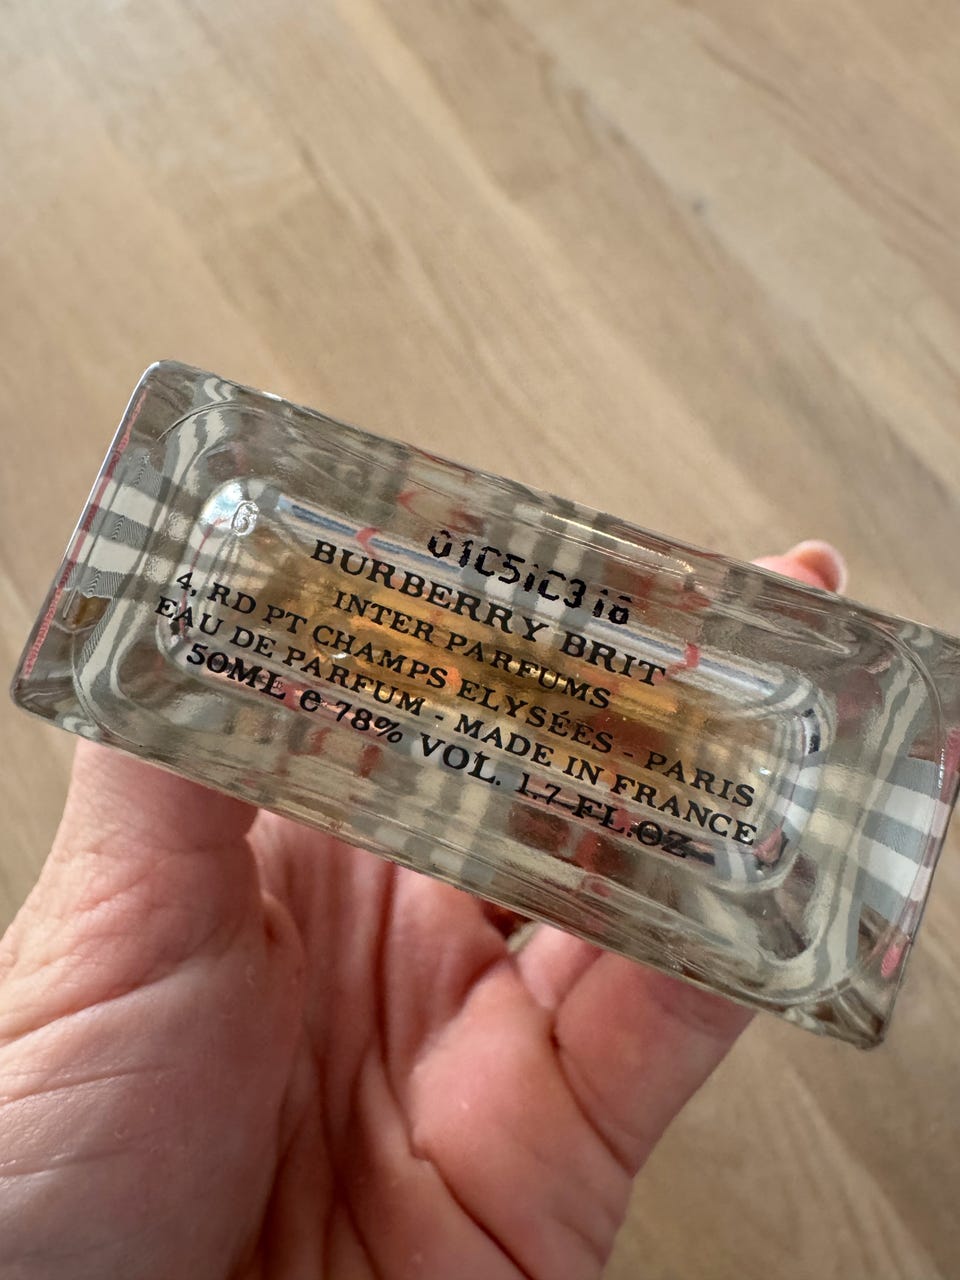 01C51C316
BURBERRY BRIT
INTER PARFUMS
4, RD PT CHAMPS ELYSÉES - PARIS
EAU DE PARFUM - MADE IN FRANCE
50ML e 78% VOL. 1.7 FL.OZ